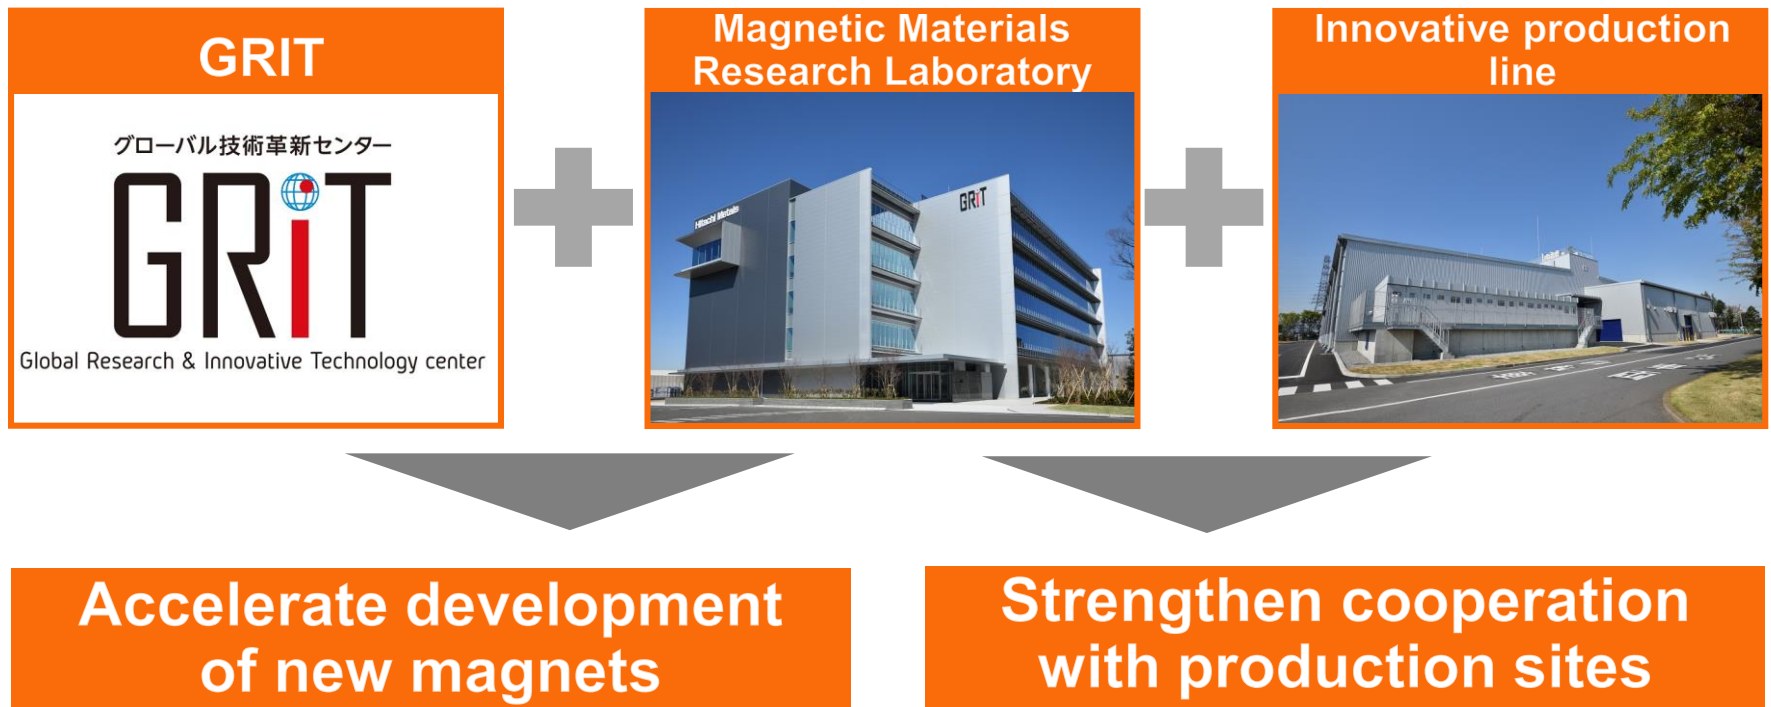 GRIT
グローバル技術革新センター
GRiT
Global Research & Innovative Technology center
Magnetic Materials
Research Laboratory
Hitachi Metals
GRiT
Innovative production
line
Accelerate development
of new magnets
Strengthen cooperation
with production sites